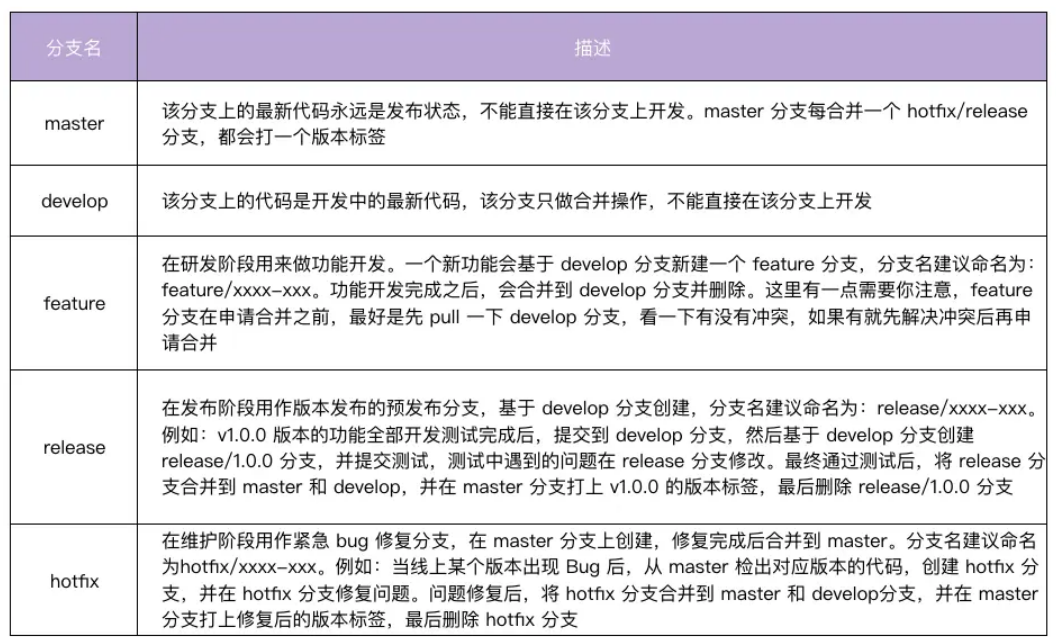 分支名
描述
master
该分支上的最新代码永远是发布状态，不能直接在该分支上开发。master 分支每合并一个 hotfix/release
分支，都会打一个版本标签
develop
该分支上的代码是开发中的最新代码，该分支只做合并操作，不能直接在该分支上开发
feature
在研发阶段用来做功能开发。一个新功能会基于 develop 分支新建一个 feature 分支，分支名建议命名为：
feature/xxxx-xxx。功能开发完成之后，会合并到 develop 分支并删除。这里有一点需要你注意，feature
分支在申请合并之前，最好是先 pull 一下 develop 分支，看一下有没有冲突，如果有就先解决冲突后再申
请合并
release
在发布阶段用作版本发布的预发布分支，基于 develop 分支创建，分支名建议命名为：release/xxxx-xxx。
例如：v1.0.0 版本的功能全部开发测试完成后，提交到 develop 分支，然后基于 develop 分支创建
release/1.0.0 分支，并提交测试，测试中遇到的问题在 release 分支修改。最终通过测试后，将 release 分
支合并到 master 和 develop，并在 master 分支打上 v1.0.0 的版本标签，最后删除 release/1.0.0 分支
hotfix
在维护阶段用作紧急 bug 修复分支，在 master 分支上创建，修复完成后合并到 master。分支名建议命名
为hotfix/xxxx-xxx。例如：当线上某个版本出现 Bug 后，从 master 检出对应版本的代码，创建 hotfix 分
支，并在 hotfix 分支修复问题。问题修复后，将 hotfix 分支合并到 master 和 develop分支，并在 master
分支打上修复后的版本标签，最后删除 hotfix 分支